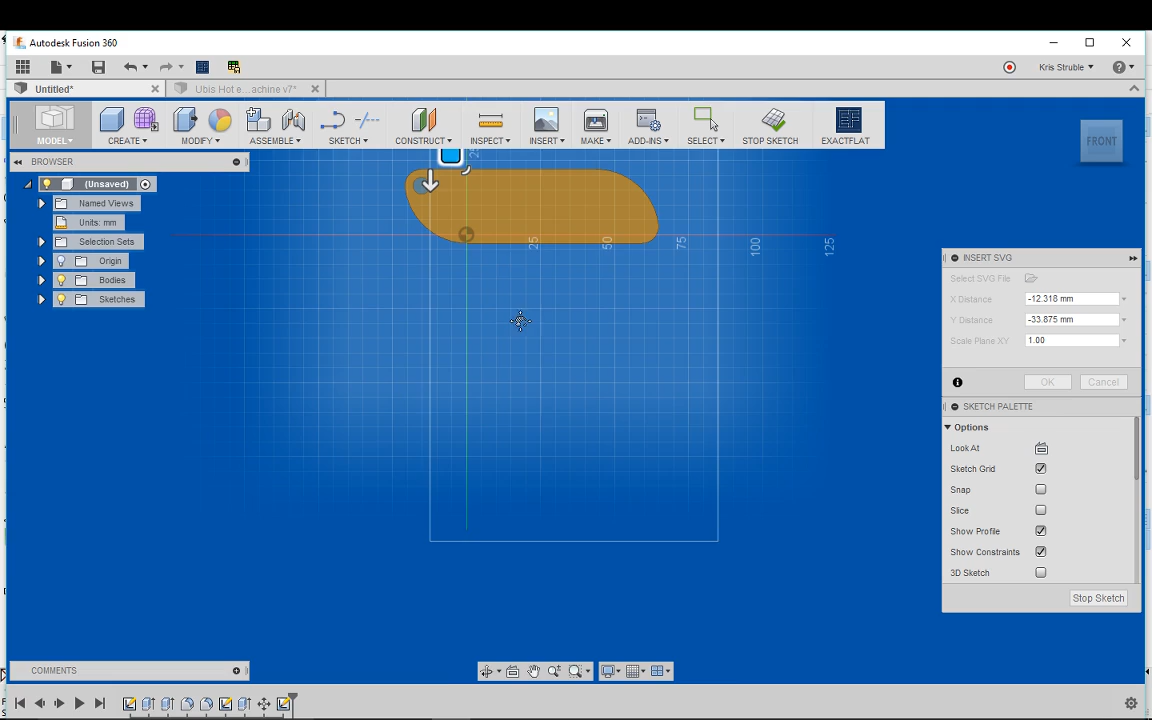 Autodesk Fusion 360
Kris Struble
Untitled*
Ubis Hot e...achine v7*
MODEL
CREATE
MODIFY
ASSEMBLE
SKETCH
CONSTRUCT
INSPECT
INSERT
MAKE
ADD-INS
SELECT
STOP SKETCH
EXACTFLAT
BROWSER
(Unsaved)
Named Views
Units: mm
Selection Sets
Origin
Bodies
Sketches
FRONT
25
25
50
75
100
125
INSERT SVG
Select SVG File
X Distance -12.318 mm
Y Distance -33.875 mm
Scale Plane XY 1.00
OK Cancel
SKETCH PALETTE
Options
Look At
Sketch Grid
Snap
Slice
Show Profile
Show Constraints
3D Sketch
Stop Sketch
COMMENTS